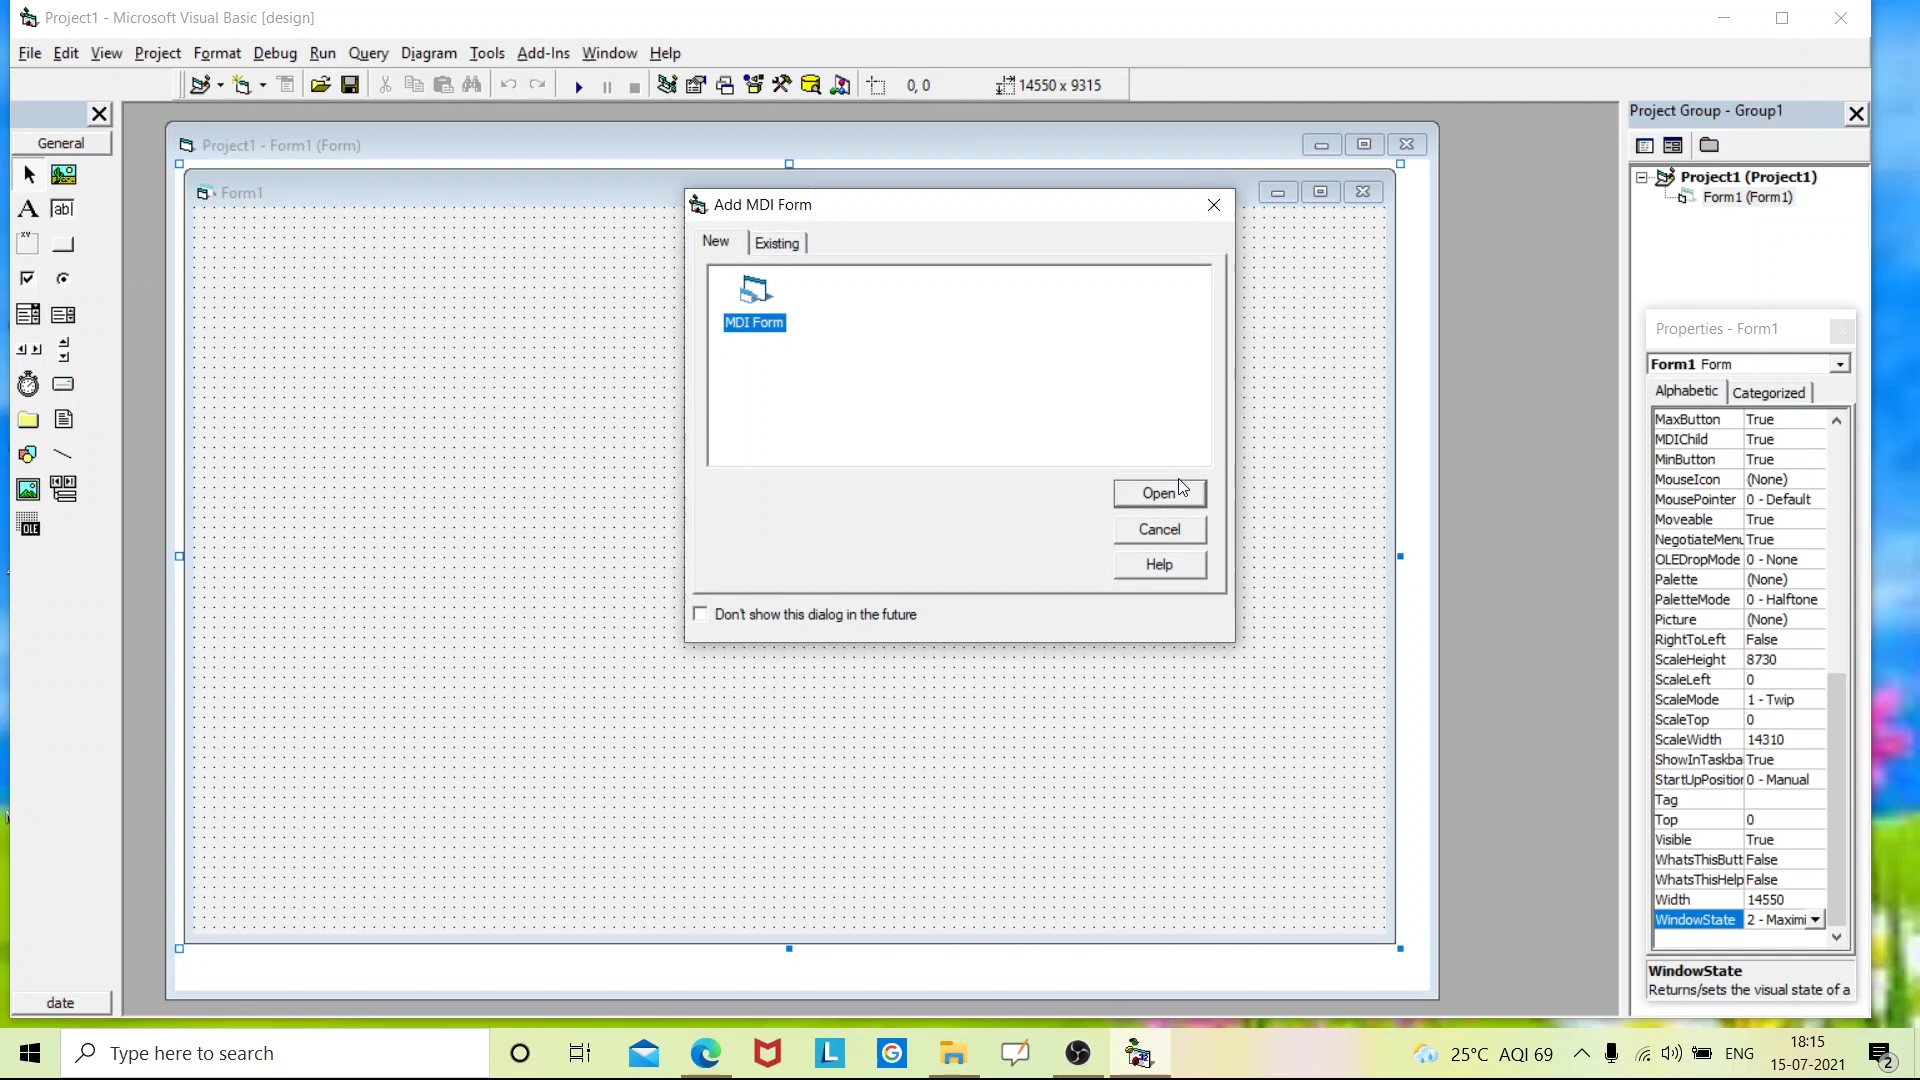 Project1 - Microsoft Visual Basic [design]
File Edit View Project Format Debug Run Query Diagram Tools Add-Ins Window Help
0, 0 14550 x 9315
General
A ab|
XY
OLE
date
Project1 - Form1 (Form)
Form1
Add MDI Form
New Existing
MDI Form
Open
Cancel
Help
Don't show this dialog in the future
Project Group - Group1
Project1 (Project1)
Form1 (Form1)
Properties - Form1
Form1 Form
Alphabetic Categorized
MaxButton True
MDIChild True
MinButton True
MouseIcon (None)
MousePointer 0 - Default
Moveable True
NegotiateMenu True
OLEDropMode 0 - None
Palette (None)
PaletteMode 0 - Halftone
Picture (None)
RightToLeft False
ScaleHeight 8730
ScaleLeft 0
ScaleMode 1 - Twip
ScaleTop 0
ScaleWidth 14310
ShowInTaskba True
StartUpPosition 0 - Manual
Tag
Top 0
Visible True
WhatsThisButt False
WhatsThisHelp False
Width 14550
WindowState 2 - Maximi
WindowState
Returns/sets the visual state of a
Type here to search
L G
25°C AQI 69 ENG
18:15
15-07-2021
2